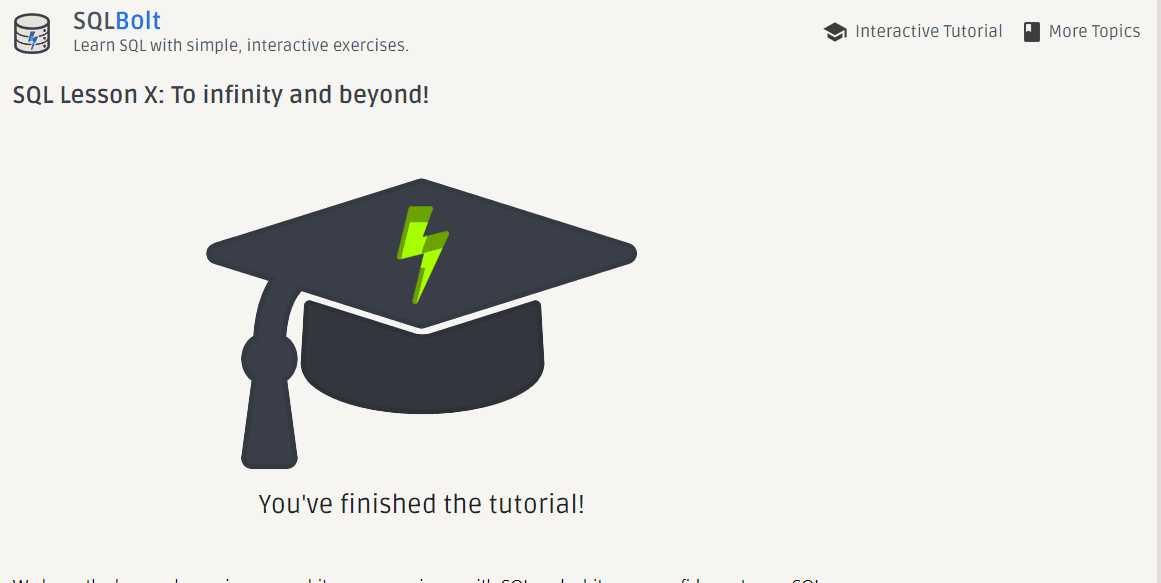 SQLBolt
Learn SQL with simple, interactive exercises.
Interactive Tutorial
More Topics
SQL Lesson X: To infinity and beyond!
You've finished the tutorial!